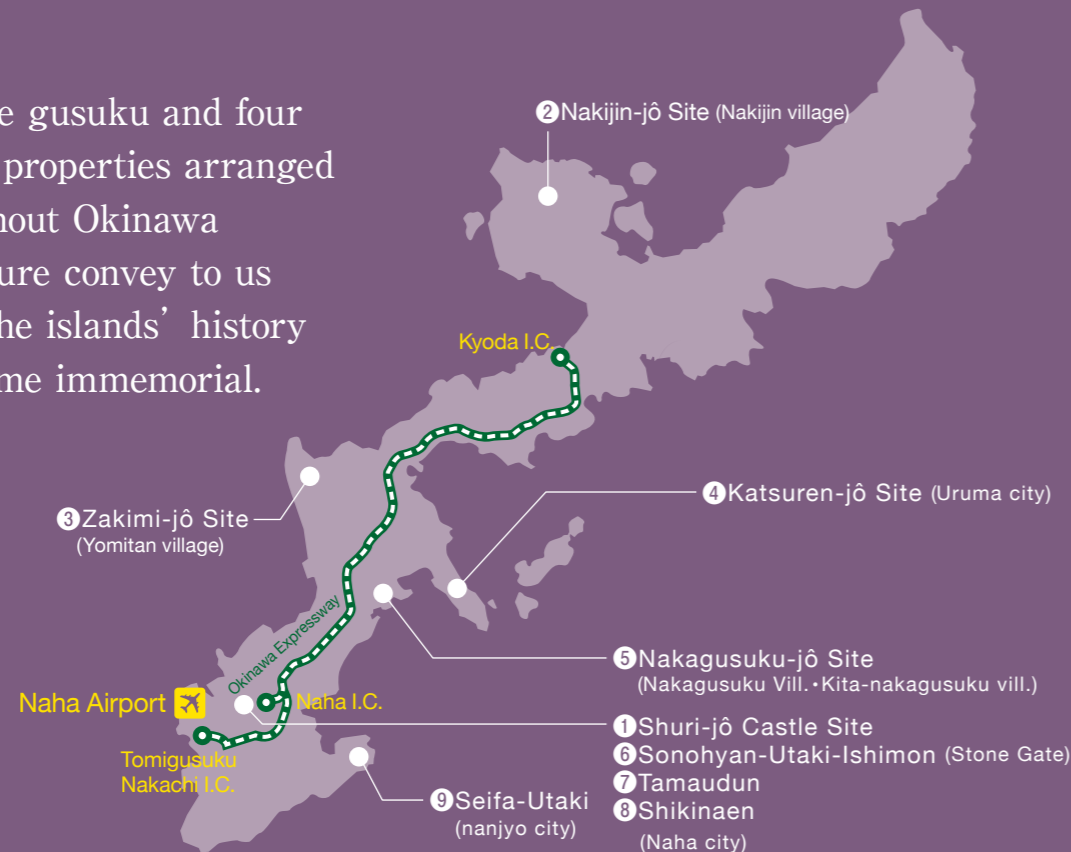 e gusuku and four
properties arranged
out Okinawa
ure convey to us
he islands’ history
me immemorial.
❷Nakijin-jô Site (Nakijin village)
Kyoda I.C.
❸Zakimi-jô Site
(Yomitan village)
❹Katsuren-jô Site (Uruma city)
Okinawa Expressway
❺Nakagusuku-jô Site
(Nakagusuku Vill.・Kita-nakagusuku vill.)
Naha Airport
Naha I.C.
Tomigusuku
Nakachi I.C.
❶Shuri-jô Castle Site
❻Sonohyan-Utaki-Ishimon (Stone Gate)
❼Tamaudun
❽Shikinaen
(Naha city)
❾Seifa-Utaki
(nanjyo city)